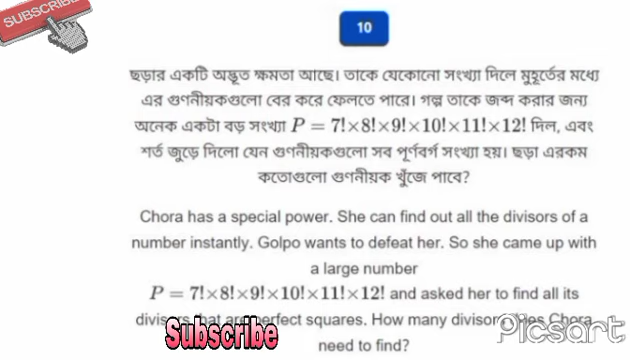 SUBSCRIBE
10
ছড়ার একটি অদ্ভূত ক্ষমতা আছে। তাকে যেকোনো সংখ্যা দিলে মুহূর্তের মধ্যে
এর গুণনীয়কগুলো বের করে ফেলতে পারে। গল্প তাকে জব্দ করার জন্য
অনেক একটা বড় সংখ্যা P = 7!×8!×9!×10!×11!×12! দিল, এবং
শর্ত জুড়ে দিলো যেন গুণনীয়কগুলো সব পূর্ণবর্গ সংখ্যা হয়। ছড়া এরকম
কতোগুলো গুণনীয়ক খুঁজে পাবে?
Chora has a special power. She can find out all the divisors of a
number instantly. Golpo wants to defeat her. So she came up with
a large number
P = 7!×8!×9!×10!×11!×12! and asked her to find all its
that are perfect squares. How many Chora
need to find?
Subscribe
Picsart